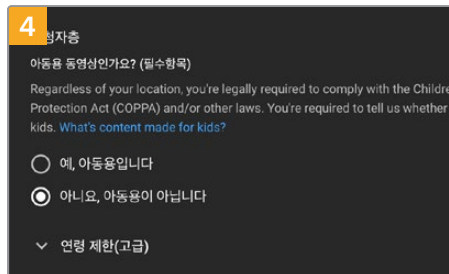 4
청자층
아동용 동영상인가요? (필수항목)
Regardless of your location, you're legally required to comply with the Childre
Protection Act (COPPA) and/or other laws. You're required to tell us whether
kids. What's content made for kids?
예, 아동용입니다
아니요, 아동용이 아닙니다
연령 제한(고급)